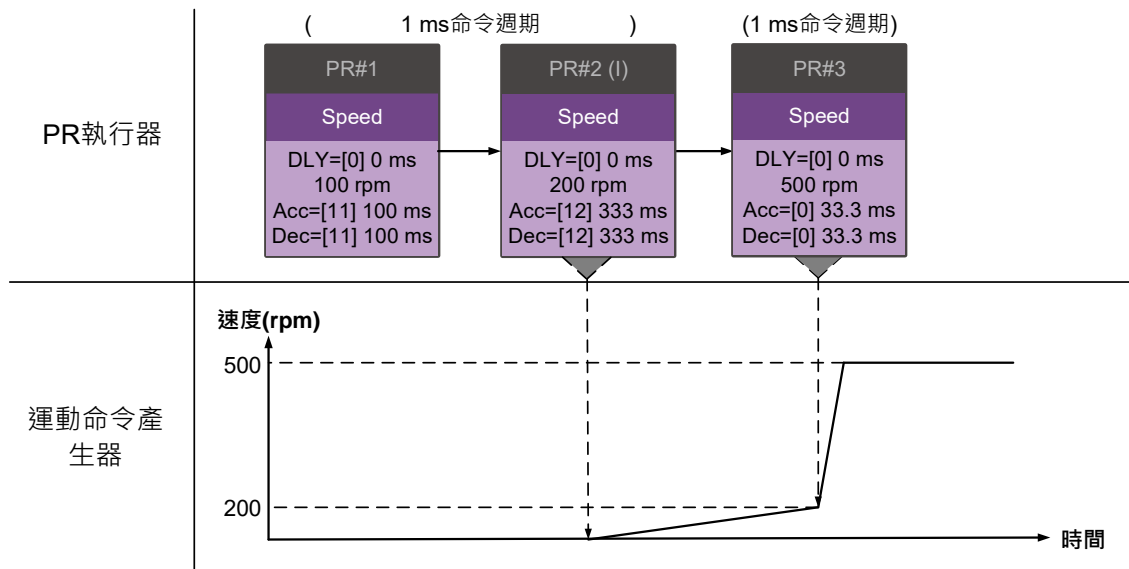 ( 1 ms命令週期 ) (1 ms命令週期)
PR執行器
PR#1
Speed
DLY=[0] 0 ms
100 rpm
Acc=[11] 100 ms
Dec=[11] 100 ms
PR#2 (I)
Speed
DLY=[0] 0 ms
200 rpm
Acc=[12] 333 ms
Dec=[12] 333 ms
PR#3
Speed
DLY=[0] 0 ms
500 rpm
Acc=[0] 33.3 ms
Dec=[0] 33.3 ms
運動命令產
生器
速度(rpm)
500
200
時間